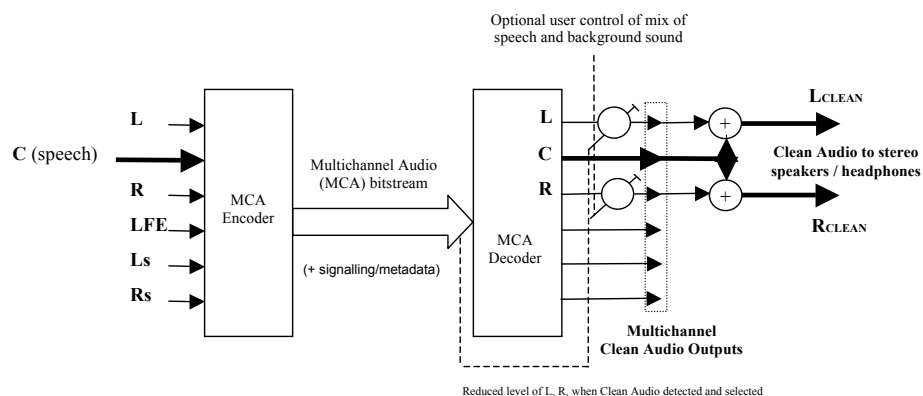 Optional user control of mix of
speech and background sound
L
C (speech)
R
LFE
Ls
Rs
MCA
Encoder
Multichannel Audio
(MCA) bitstream
(+ signalling/metadata)
MCA
Decoder
L
C
R
+
+
LCLEAN
Clean Audio to stereo
speakers / headphones
RCLEAN
Multichannel
Clean Audio Outputs
Reduced level of L, R, when Clean Audio detected and selected